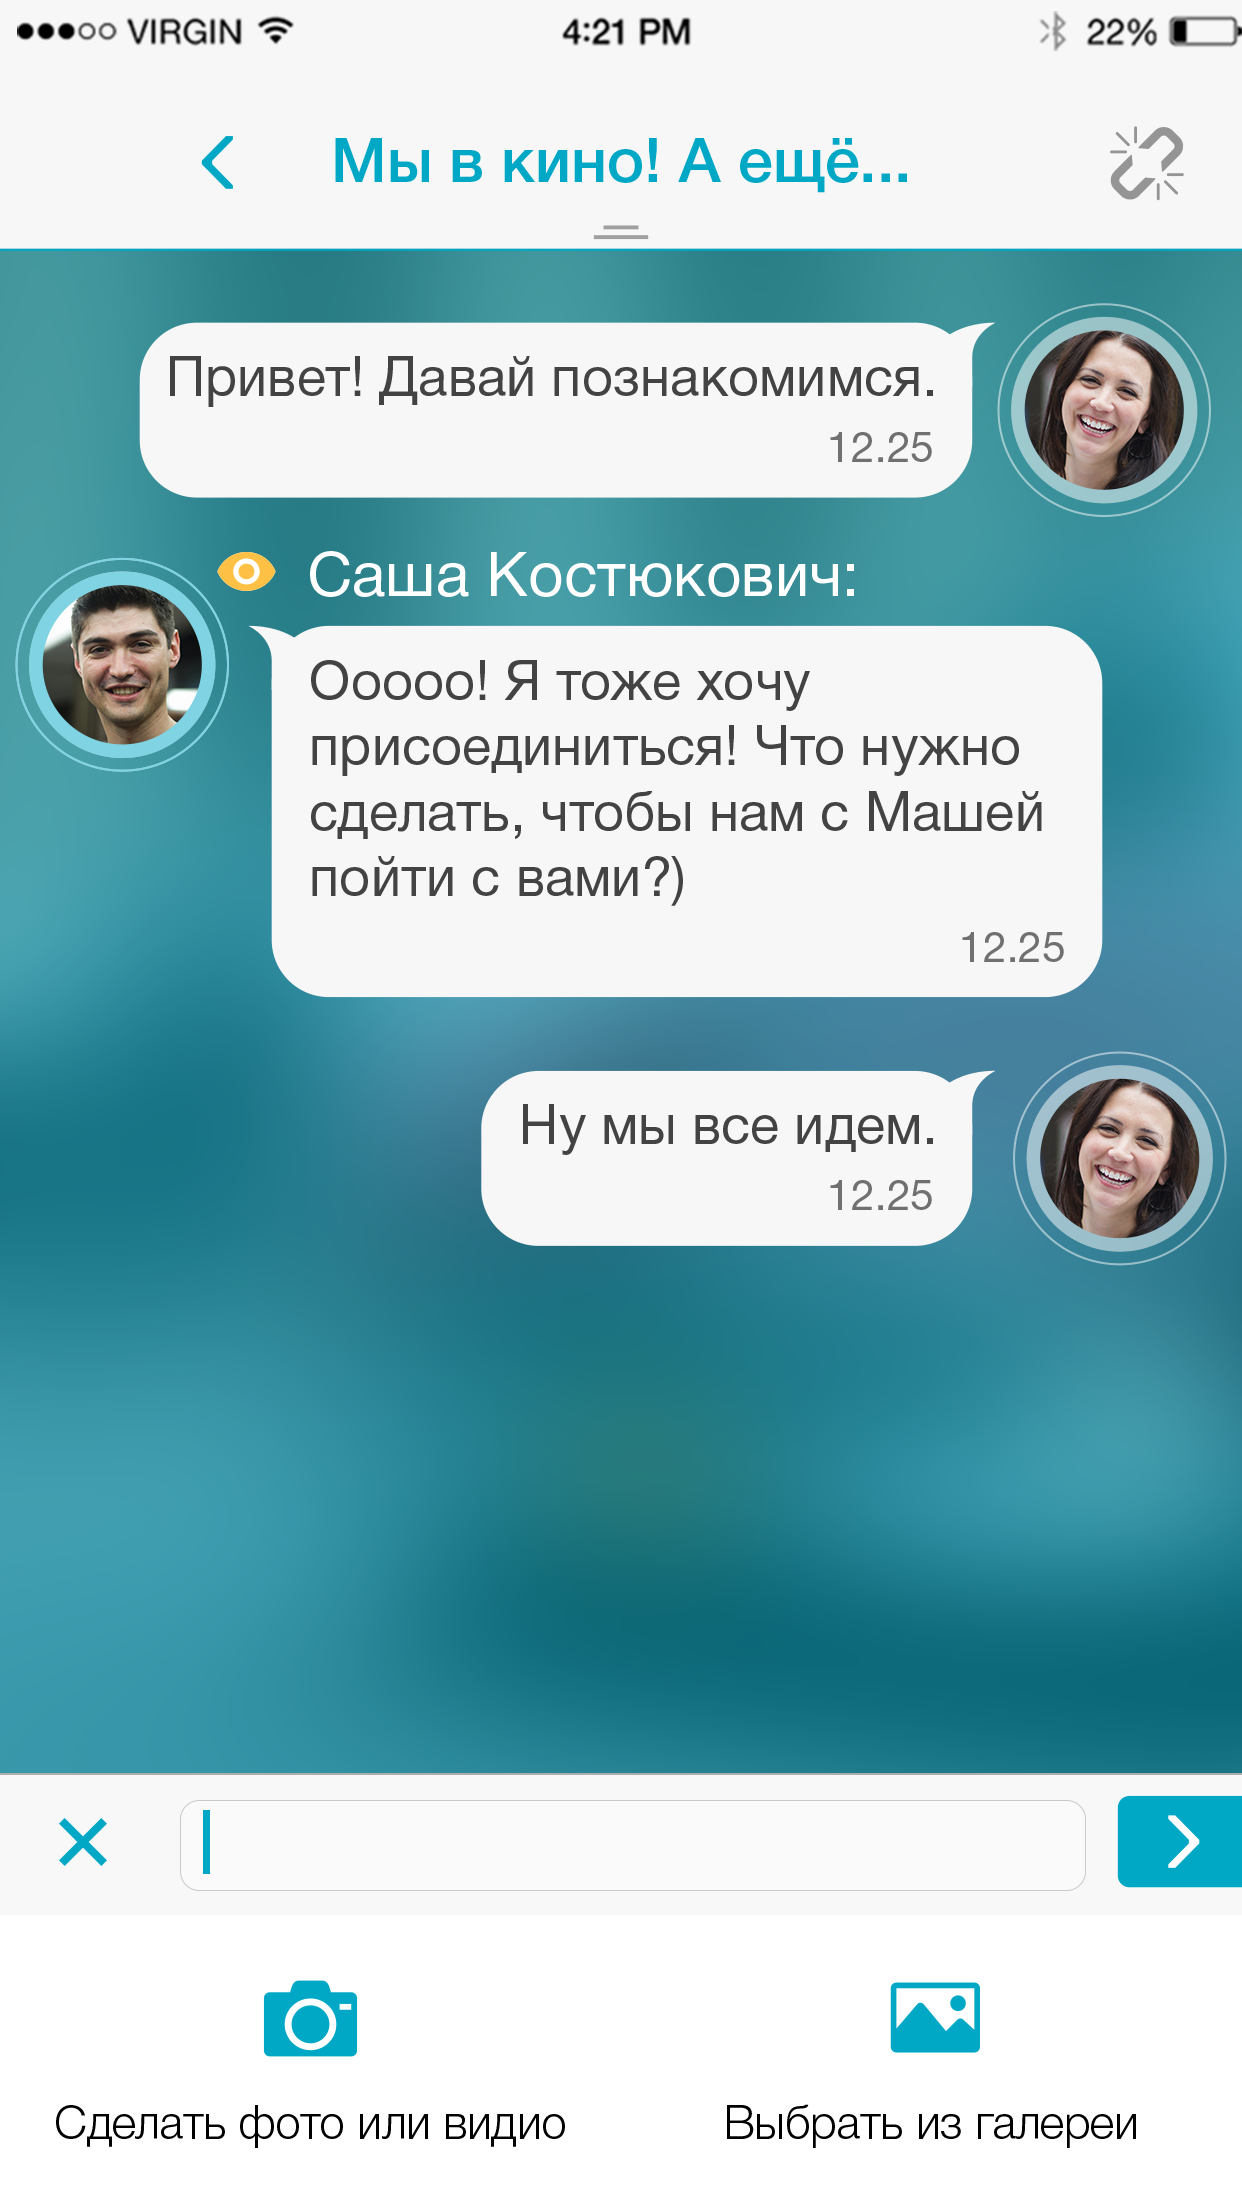 VIRGIN 4:21 PM 22%
Мы в кино! А ещё...
Привет! Давай познакомимся.
12.25
Саша Костюкович:
Ооооо! Я тоже хочу
присоединиться! Что нужно
сделать, чтобы нам с Машей
пойти с вами?)
12.25
Ну мы все идем.
12.25
Сделать фото или видио
Выбрать из галереи